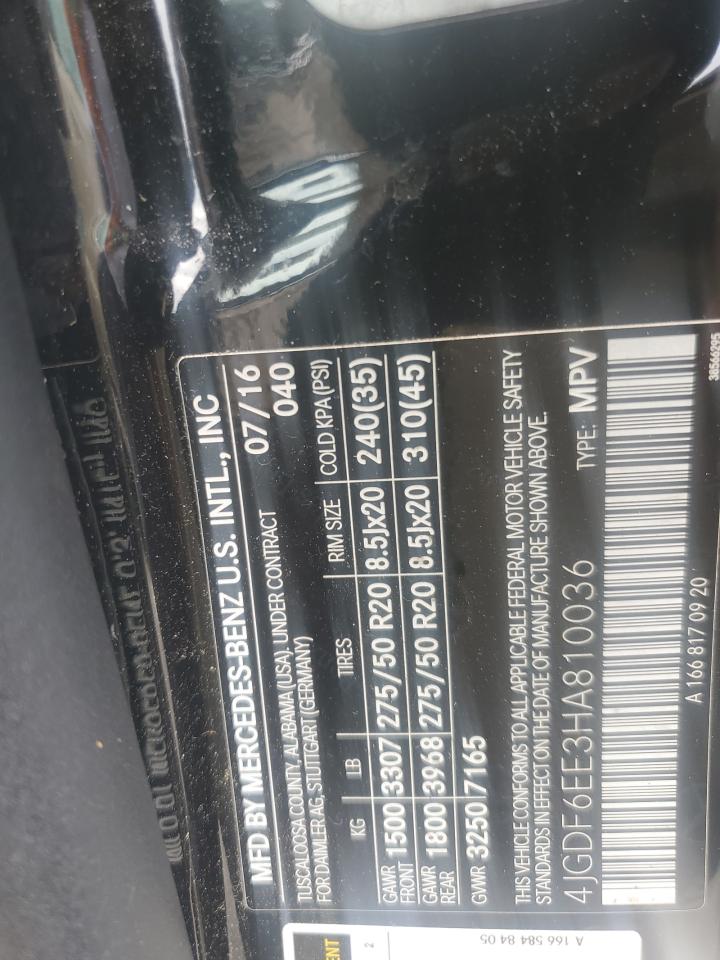 MFD BY MERCEDES-BENZ U.S. INTL., INC
TUSCALOOSA COUNTY, ALABAMA (USA), UNDER CONTRACT 07/16
FOR DAIMLER AG, STUTTGART (GERMANY) 040
KG LB TIRES RIM SIZE COLD KPA (PSI)
GAWR FRONT 1500 3307 275/50 R20 8.5Jx20 240(35)
GAWR REAR 1800 3968 275/50 R20 8.5Jx20 310(45)
GVWR 3250 7165
THIS VEHICLE CONFORMS TO ALL APPLICABLE FEDERAL MOTOR VEHICLE SAFETY
STANDARDS IN EFFECT ON THE DATE OF MANUFACTURE SHOWN ABOVE.
4JGDF6EE3HA810036 TYPE: MPV
A 166 817 09 20
38566295
A 166 584 84 05
2